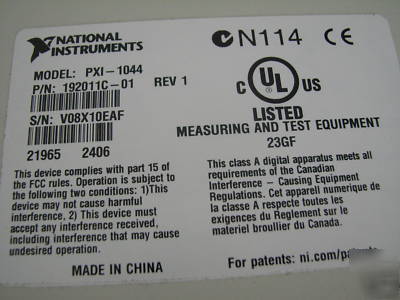 NATIONAL INSTRUMENTS
N114 CE
MODEL: PXI-1044
P/N: 192011C-01 REV 1
S/N: V08X10EAF
21965 2406
C UL US
LISTED
MEASURING AND TEST EQUIPMENT
23GF
This device complies with part 15 of
the FCC rules. Operation is subject to
the following two conditions: 1)This
device may not cause harmful
interference, 2) This device must
accept any interference received,
including interference that may cause
undesired operation.
This class A digital apparatus meets all
requirements of the Canadian
Interference - Causing Equipment
Regulations. Cet appareil numerique de
la classe A respecte toutes les
exigences du Reglement sur le
materiel broullier du Canada.
MADE IN CHINA
For patents: ni.com/patents